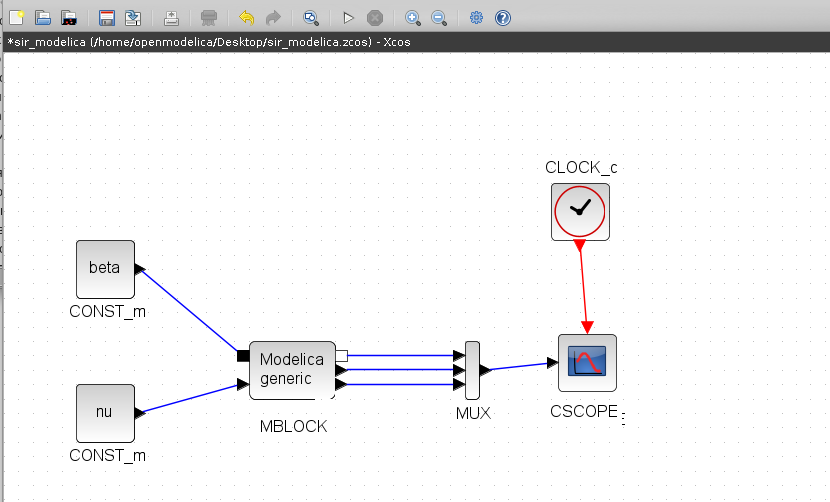 *sir_modelica (/home/openmodelica/Desktop/sir_modelica.zcos) - Xcos
CLOCK_c
beta
CONST_m
Modelica
generic
MBLOCK
MUX
CSCOPE
nu
CONST_m